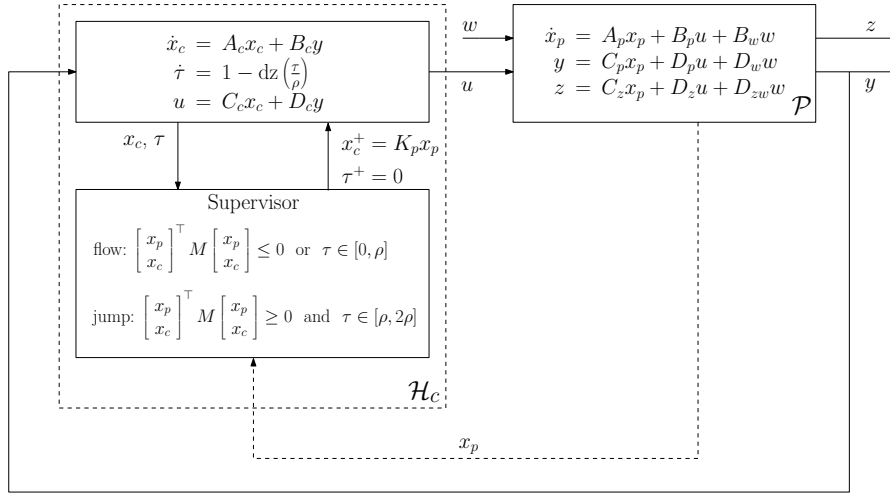 ẋ_c = A_c x_c + B_c y
τ̇ = 1 − dz(τ/ρ)
u = C_c x_c + D_c y
w
u
ẋ_p = A_p x_p + B_p u + B_w w
y = C_p x_p + D_p u + D_w w
z = C_z x_p + D_z u + D_zw w
𝒫
z
y
x_c, τ
x_c^+ = K_p x_p
τ^+ = 0
Supervisor
flow: [x_p x_c]^⊤ M [x_p x_c] ≤ 0 or τ ∈ [0, ρ]
jump: [x_p x_c]^⊤ M [x_p x_c] ≥ 0 and τ ∈ [ρ, 2ρ]
ℋ_c
x_p